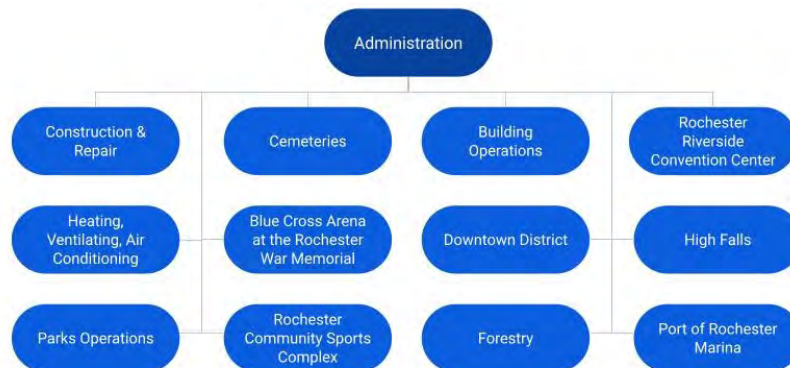 Administration
Construction &
Repair
Cemeteries
Building
Operations
Rochester
Riverside
Convention Center
Heating,
Ventilating, Air
Conditioning
Blue Cross Arena
at the Rochester
War Memorial
Downtown District
High Falls
Parks Operations
Rochester
Community Sports
Complex
Forestry
Port of Rochester
Marina